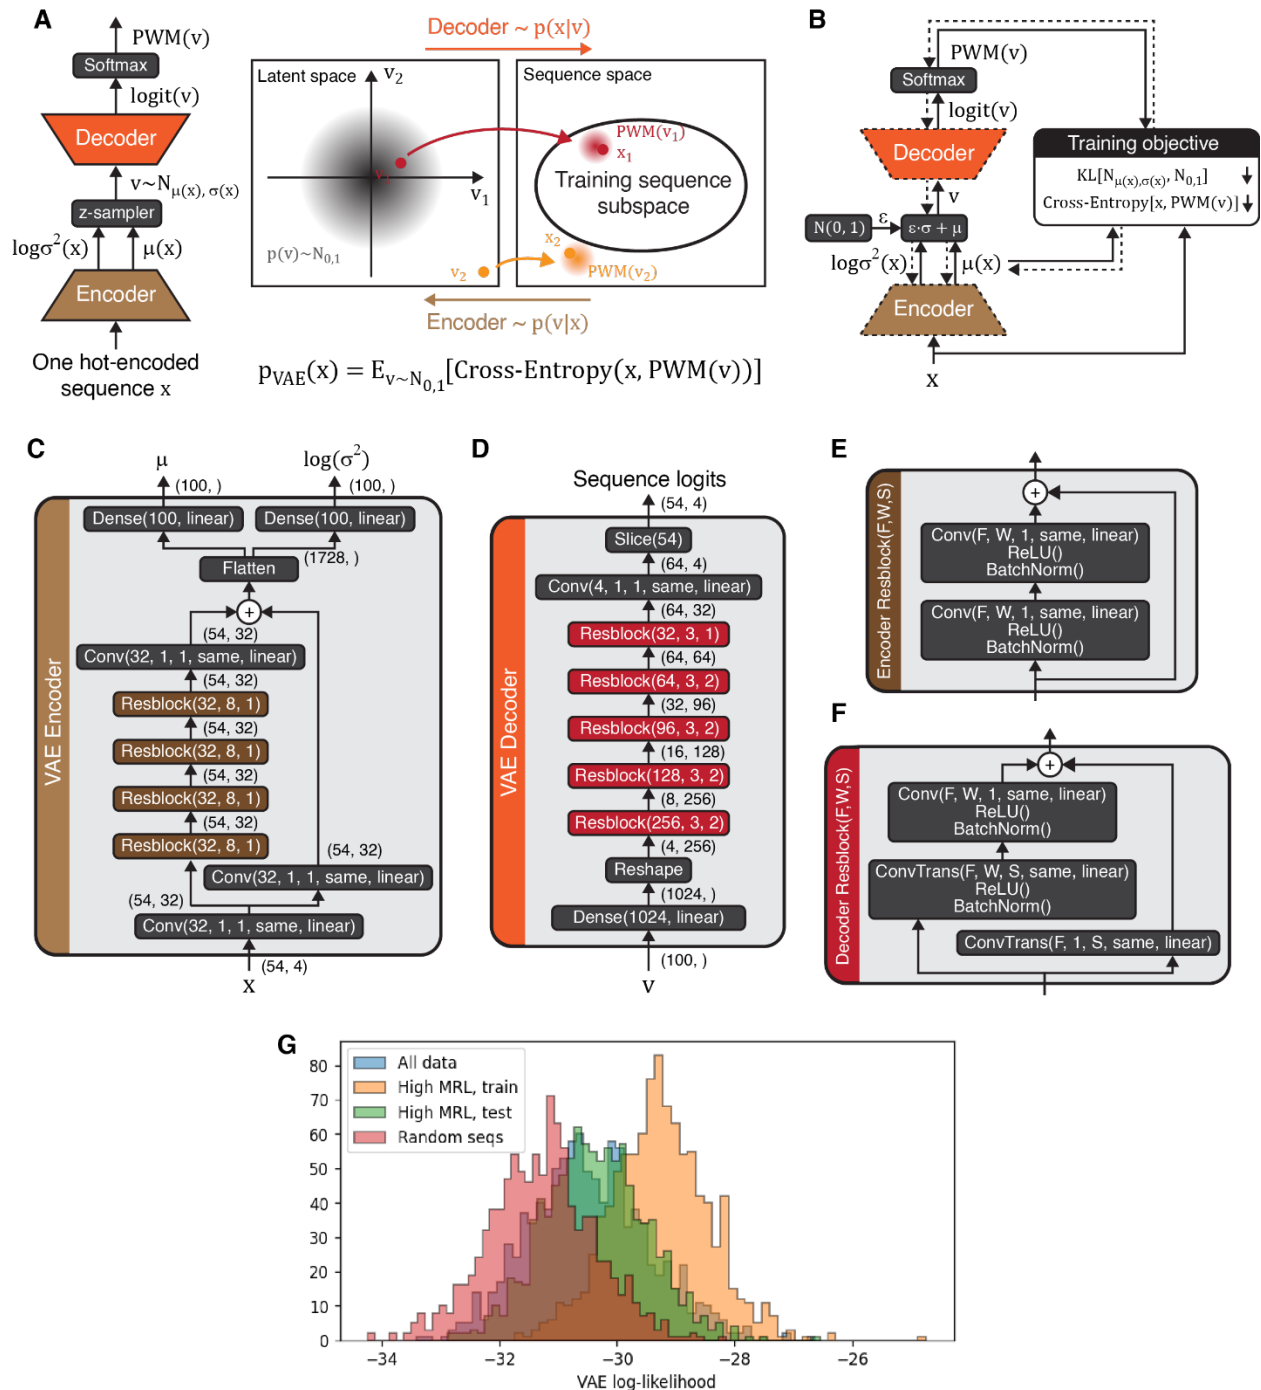 A
PWM(v)
Softmax
logit(v)
Decoder
v~N_μ(x), σ(x)
z-sampler
logσ²(x)
μ(x)
Encoder
One hot-encoded
sequence x
Decoder ~ p(x|v)
Latent space
v₂
v₁
p(v)~N₀,₁
v₂
Sequence space
PWM(v₁)
x₁
Training sequence
subspace
x₂
PWM(v₂)
Encoder ~ p(v|x)
p_VAE(x) = E_v~N₀,₁[Cross-Entropy(x, PWM(v))]
B
PWM(v)
Softmax
logit(v)
Decoder
v
N(0, 1)
ε
ε·σ + μ
logσ²(x)
μ(x)
Encoder
x
Training objective
KL[N_μ(x),σ(x), N₀,₁]
Cross-Entropy[x, PWM(v)]
C
μ
log(σ²)
(100, )
(100, )
Dense(100, linear)
Dense(100, linear)
(1728, )
Flatten
+
(54, 32)
Conv(32, 1, 1, same, linear)
(54, 32)
Resblock(32, 8, 1)
(54, 32)
Resblock(32, 8, 1)
(54, 32)
Resblock(32, 8, 1)
(54, 32)
Resblock(32, 8, 1)
(54, 32)
Conv(32, 1, 1, same, linear)
(54, 32)
Conv(32, 1, 1, same, linear)
(54, 4)
x
VAE Encoder
D
Sequence logits
(54, 4)
Slice(54)
(64, 4)
Conv(4, 1, 1, same, linear)
(64, 32)
Resblock(32, 3, 1)
(64, 64)
Resblock(64, 3, 2)
(32, 96)
Resblock(96, 3, 2)
(16, 128)
Resblock(128, 3, 2)
(8, 256)
Resblock(256, 3, 2)
(4, 256)
Reshape
(1024, )
Dense(1024, linear)
(100, )
v
VAE Decoder
E
Encoder Resblock(F,W,S)
+
Conv(F, W, 1, same, linear)
ReLU()
BatchNorm()
Conv(F, W, 1, same, linear)
ReLU()
BatchNorm()
F
Decoder Resblock(F,W,S)
+
Conv(F, W, 1, same, linear)
ReLU()
BatchNorm()
ConvTrans(F, W, S, same, linear)
ReLU()
BatchNorm()
ConvTrans(F, 1, S, same, linear)
G
All data
High MRL, train
High MRL, test
Random seqs
80
70
60
50
40
30
20
10
0
−34
−32
−30
−28
−26
VAE log-likelihood